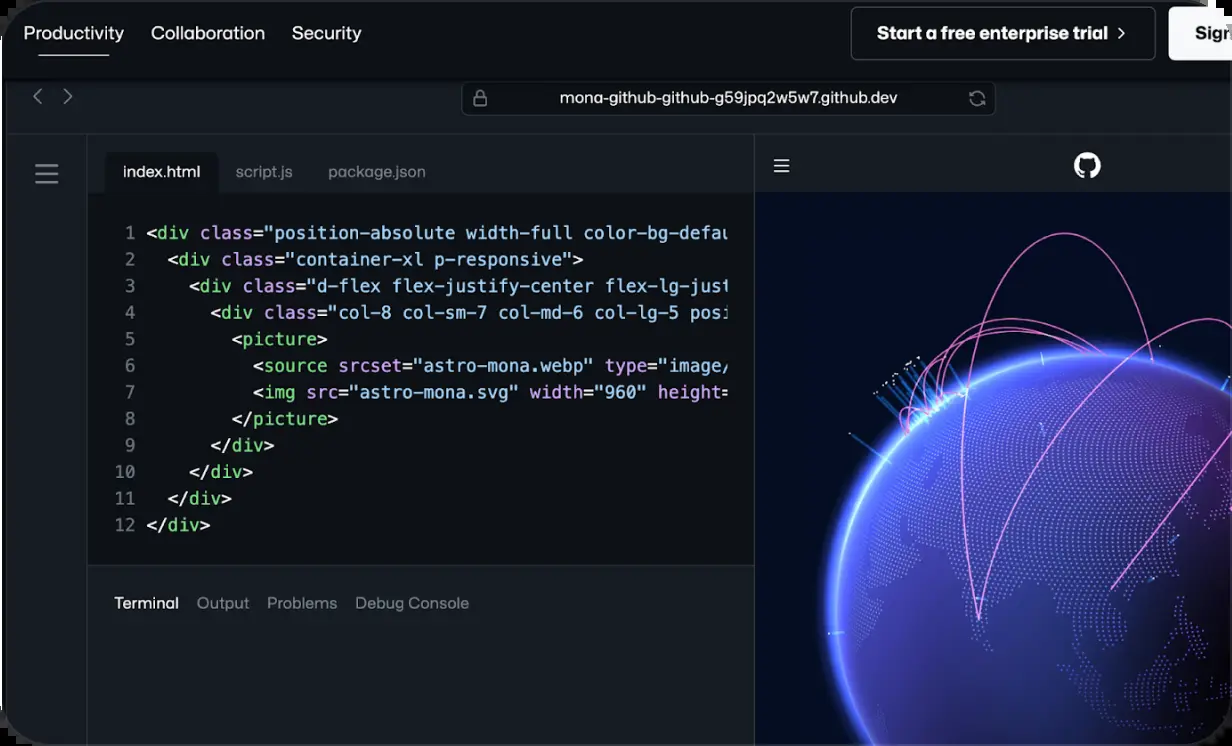 Productivity Collaboration Security Start a free enterprise trial Sign
mona-github-github-g59jpq2w5w7.github.dev
index.html script.js package.json
1 <div class="position-absolute width-full color-bg-defau
2 <div class="container-xl p-responsive">
3 <div class="d-flex flex-justify-center flex-lg-just
4 <div class="col-8 col-sm-7 col-md-6 col-lg-5 posi
5 <picture>
6 <source srcset="astro-mona.webp" type="image/
7 <img src="astro-mona.svg" width="960" height=
8 </picture>
9 </div>
10 </div>
11 </div>
12 </div>
Terminal Output Problems Debug Console